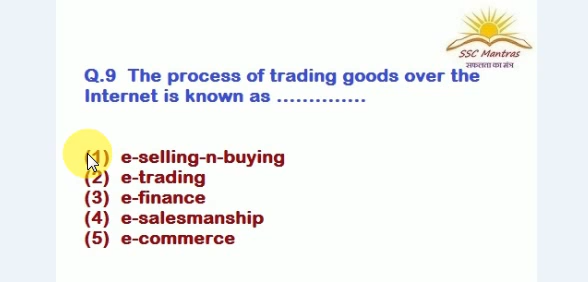 SSC Mantras
सफलता का मंत्र
Q.9 The process of trading goods over the
Internet is known as ..............
(1) e-selling-n-buying
(2) e-trading
(3) e-finance
(4) e-salesmanship
(5) e-commerce